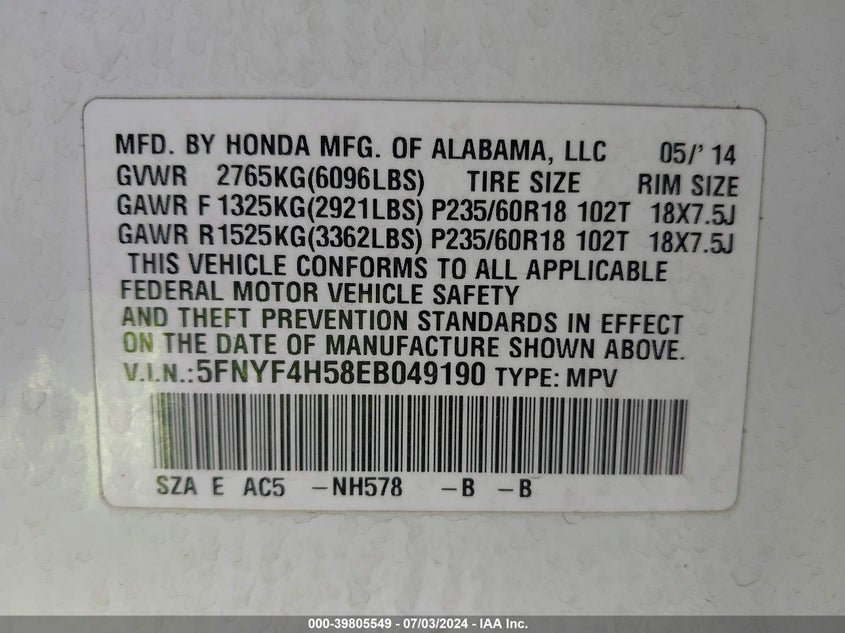 MFD. BY HONDA MFG. OF ALABAMA, LLC 05/' 14
GVWR 2765KG(6096LBS) TIRE SIZE RIM SIZE
GAWR F 1325KG(2921LBS) P235/60R18 102T 18X7.5J
GAWR R1525KG(3362LBS) P235/60R18 102T 18X7.5J
THIS VEHICLE CONFORMS TO ALL APPLICABLE
FEDERAL MOTOR VEHICLE SAFETY
AND THEFT PREVENTION STANDARDS IN EFFECT
ON THE DATE OF MANUFACTURE SHOWN ABOVE.
V.I.N.:5FNYF4H58EB049190 TYPE: MPV
SZA E AC5 -NH578 -B -B
000-39805549 - 07/03/2024 - IAA Inc.